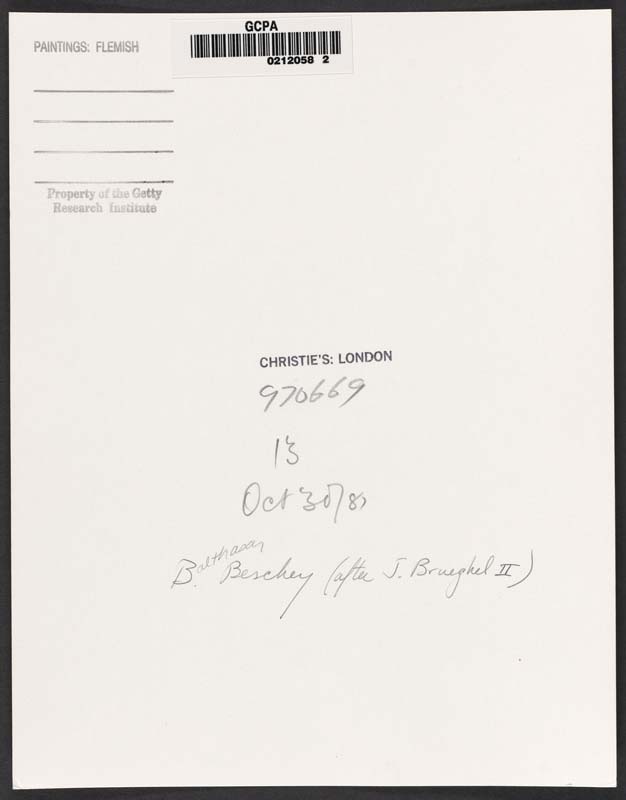 PAINTINGS: FLEMISH
GCPA
0212058 2
Property of the Getty
Research Institute
CHRISTIE'S: LONDON
970669
13
Oct 30/87
B.althasar Beschey (after J. Brueghel II)